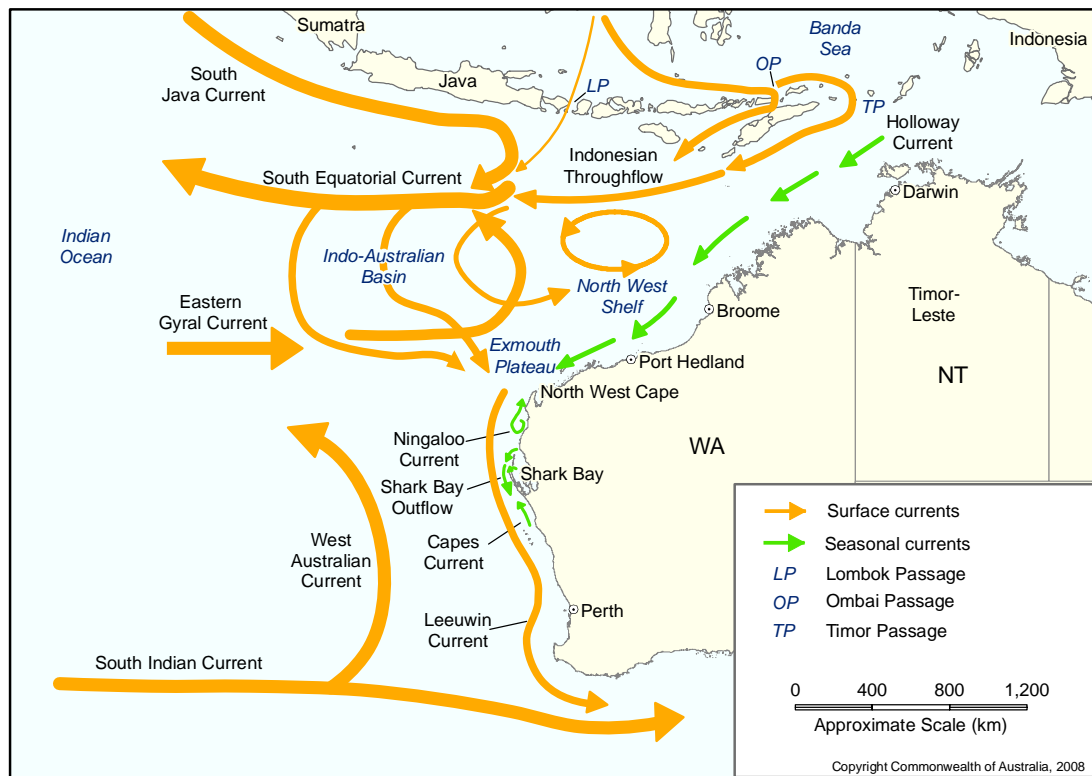 Sumatra
Banda
Sea
Indonesia
South
Java Current
Java
LP
OP
TP
Holloway
Current
Indonesian
Throughflow
South Equatorial Current
Darwin
Indian
Ocean
Indo-Australian
Basin
North West
Shelf
Eastern
Gyral Current
Broome
Timor-
Leste
Exmouth
Plateau
Port Hedland
NT
North West Cape
Ningaloo
Current
WA
Shark Bay
Shark Bay
Outflow
West
Australian
Current
Capes
Current
Leeuwin
Current
Perth
South Indian Current
Surface currents
Seasonal currents
LP Lombok Passage
OP Ombai Passage
TP Timor Passage
0 400 800 1,200
Approximate Scale (km)
Copyright Commonwealth of Australia, 2008